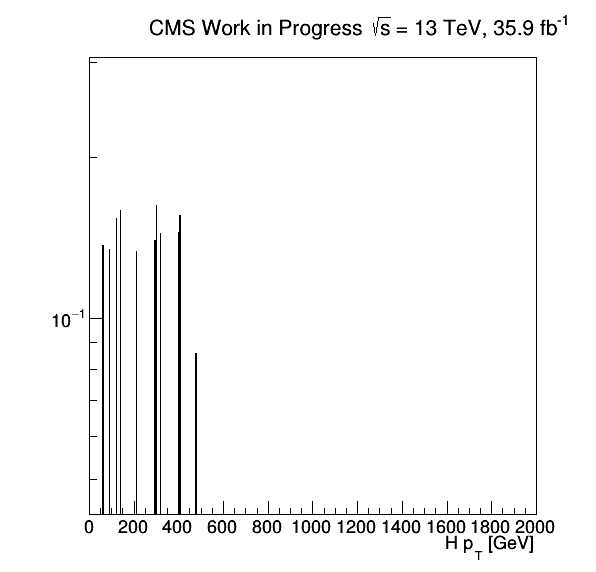 CMS Work in Progress √s = 13 TeV, 35.9 fb⁻¹
10⁻¹
0 200 400 600 800 1000 1200 1400 1600 1800 2000
H p_T [GeV]